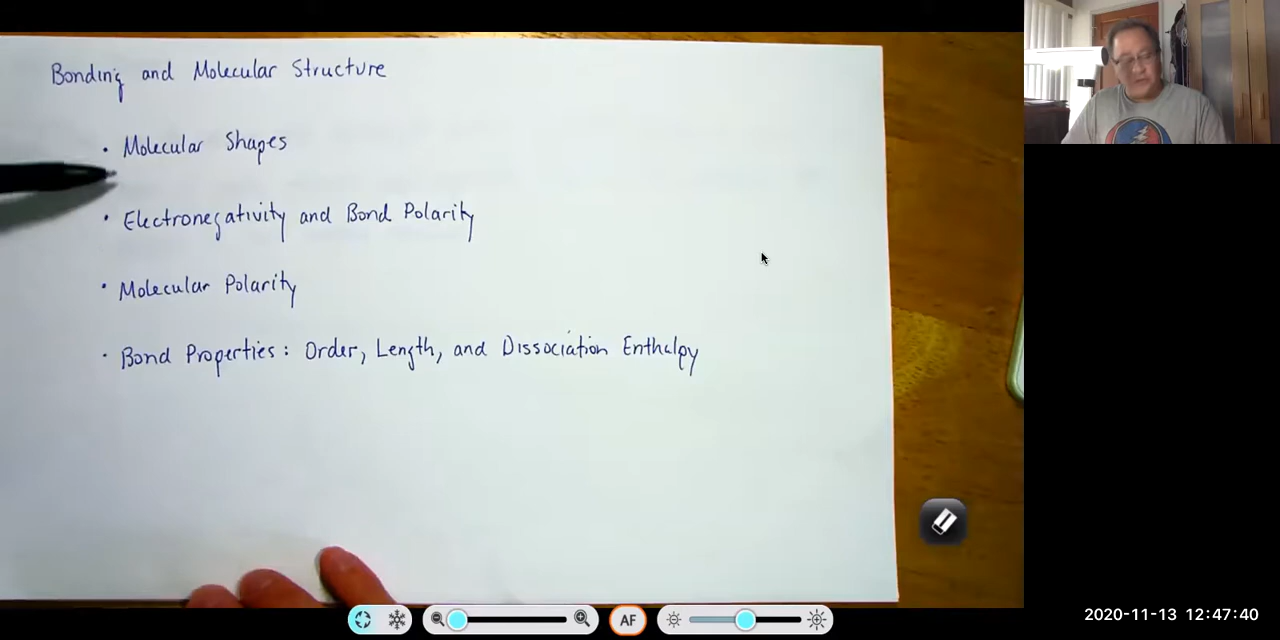 Bonding and Molecular Structure
• Molecular Shapes
• Electronegativity and Bond Polarity
• Molecular Polarity
• Bond Properties: Order, Length, and Dissociation Enthalpy
AF
2020-11-13 12:47:40